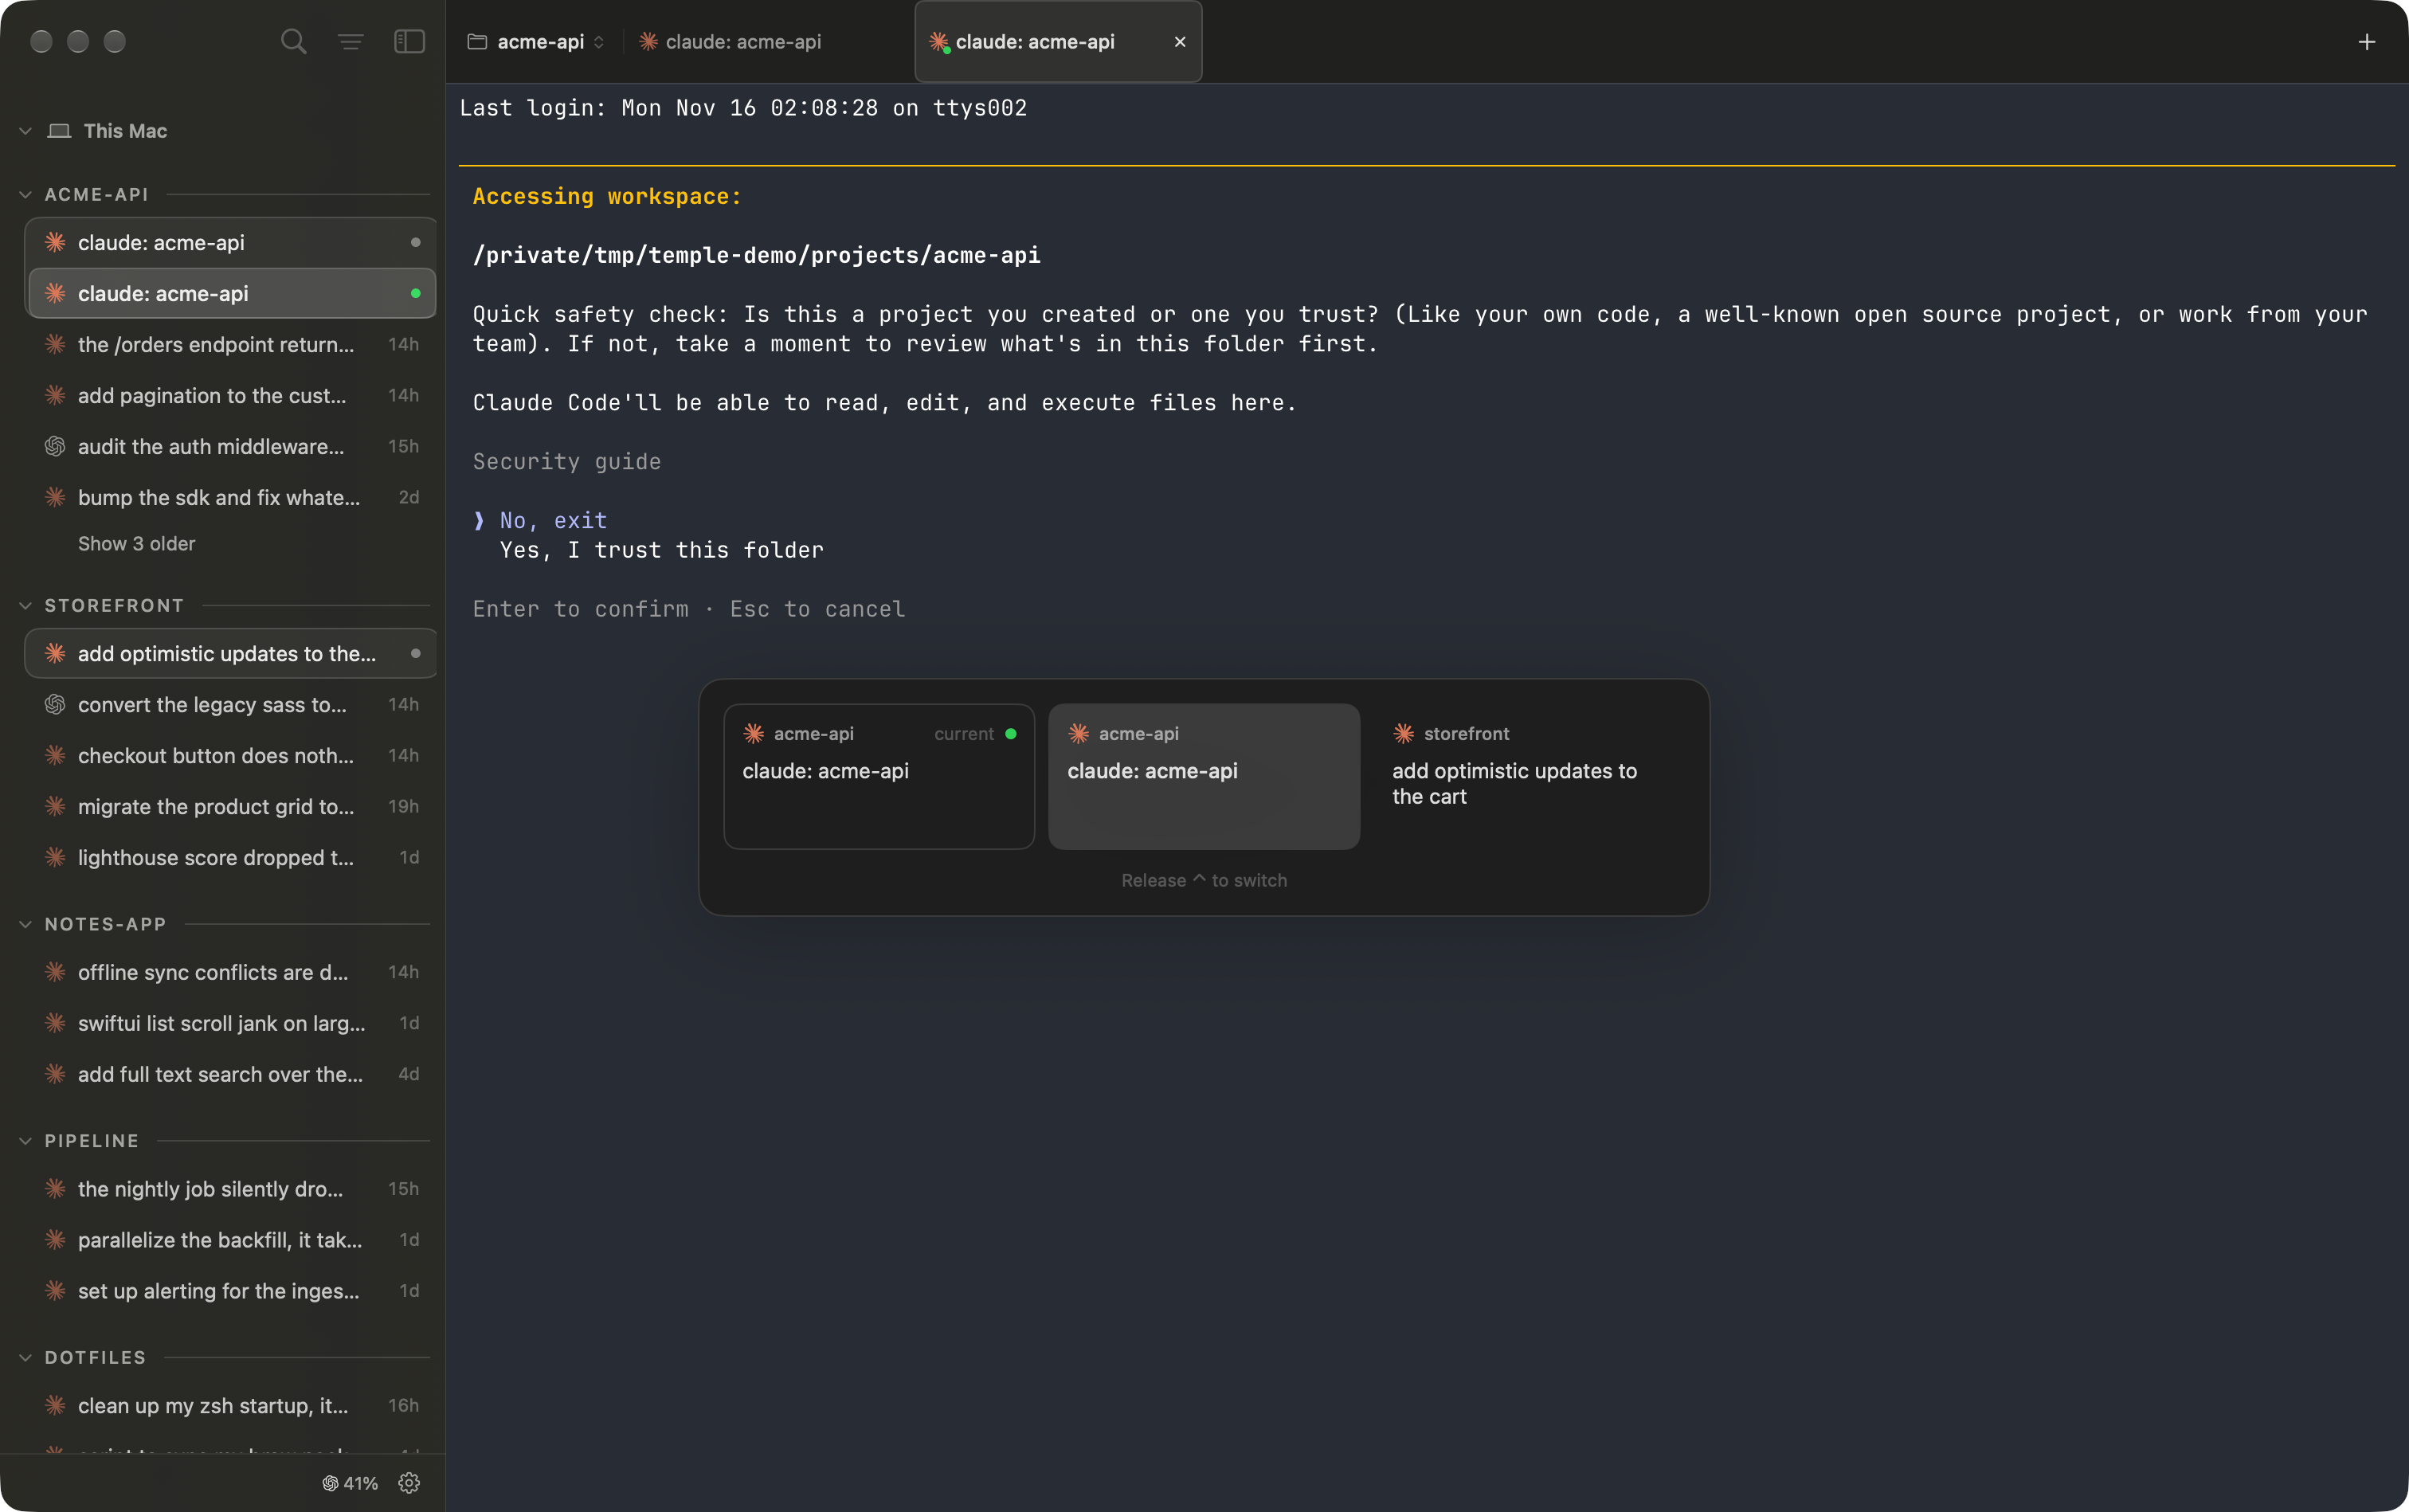 This Mac
ACME-API
claude: acme-api
claude: acme-api
the /orders endpoint return... 14h
add pagination to the cust... 14h
audit the auth middleware... 15h
bump the sdk and fix whate... 2d
Show 3 older
STOREFRONT
add optimistic updates to the...
convert the legacy sass to... 14h
checkout button does noth... 14h
migrate the product grid to... 19h
lighthouse score dropped t... 1d
NOTES-APP
offline sync conflicts are d... 14h
swiftui list scroll jank on larg... 1d
add full text search over the... 4d
PIPELINE
the nightly job silently dro... 15h
parallelize the backfill, it tak... 1d
set up alerting for the inges... 1d
DOTFILES
clean up my zsh startup, it... 16h
41%
acme-api claude: acme-api claude: acme-api
Last login: Mon Nov 16 02:08:28 on ttys002
Accessing workspace:
/private/tmp/temple-demo/projects/acme-api
Quick safety check: Is this a project you created or one you trust? (Like your own code, a well-known open source project, or work from your
team). If not, take a moment to review what's in this folder first.
Claude Code'll be able to read, edit, and execute files here.
Security guide
❯ No, exit
Yes, I trust this folder
Enter to confirm · Esc to cancel
acme-api current
claude: acme-api
acme-api
claude: acme-api
storefront
add optimistic updates to
the cart
Release ^ to switch